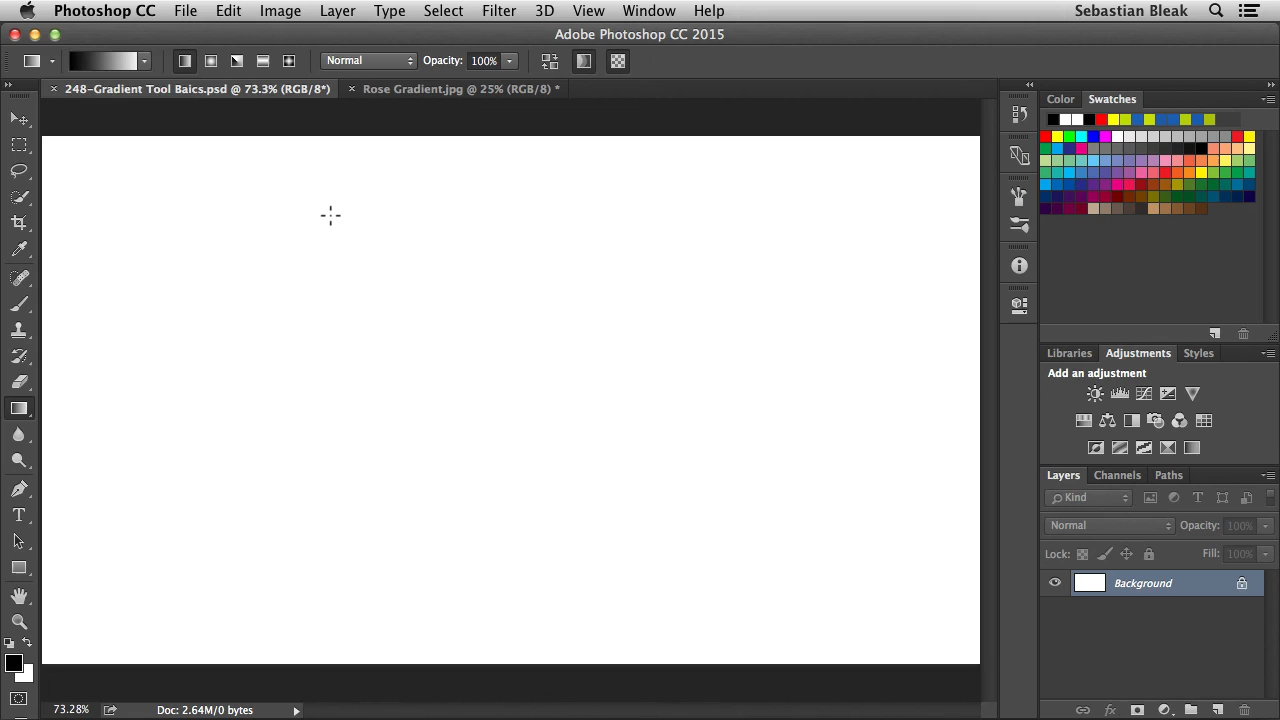 Photoshop CC File Edit Image Layer Type Select Filter 3D View Window Help Sebastian Bleak
Adobe Photoshop CC 2015
Normal Opacity: 100%
248-Gradient Tool Baics.psd @ 73.3% (RGB/8*) Rose Gradient.jpg @ 25% (RGB/8) *
Color Swatches
Libraries Adjustments Styles
Add an adjustment
Layers Channels Paths
Kind
Normal Opacity: 100%
Lock: Fill: 100%
Background
T
73.28% Doc: 2.64M/0 bytes fx